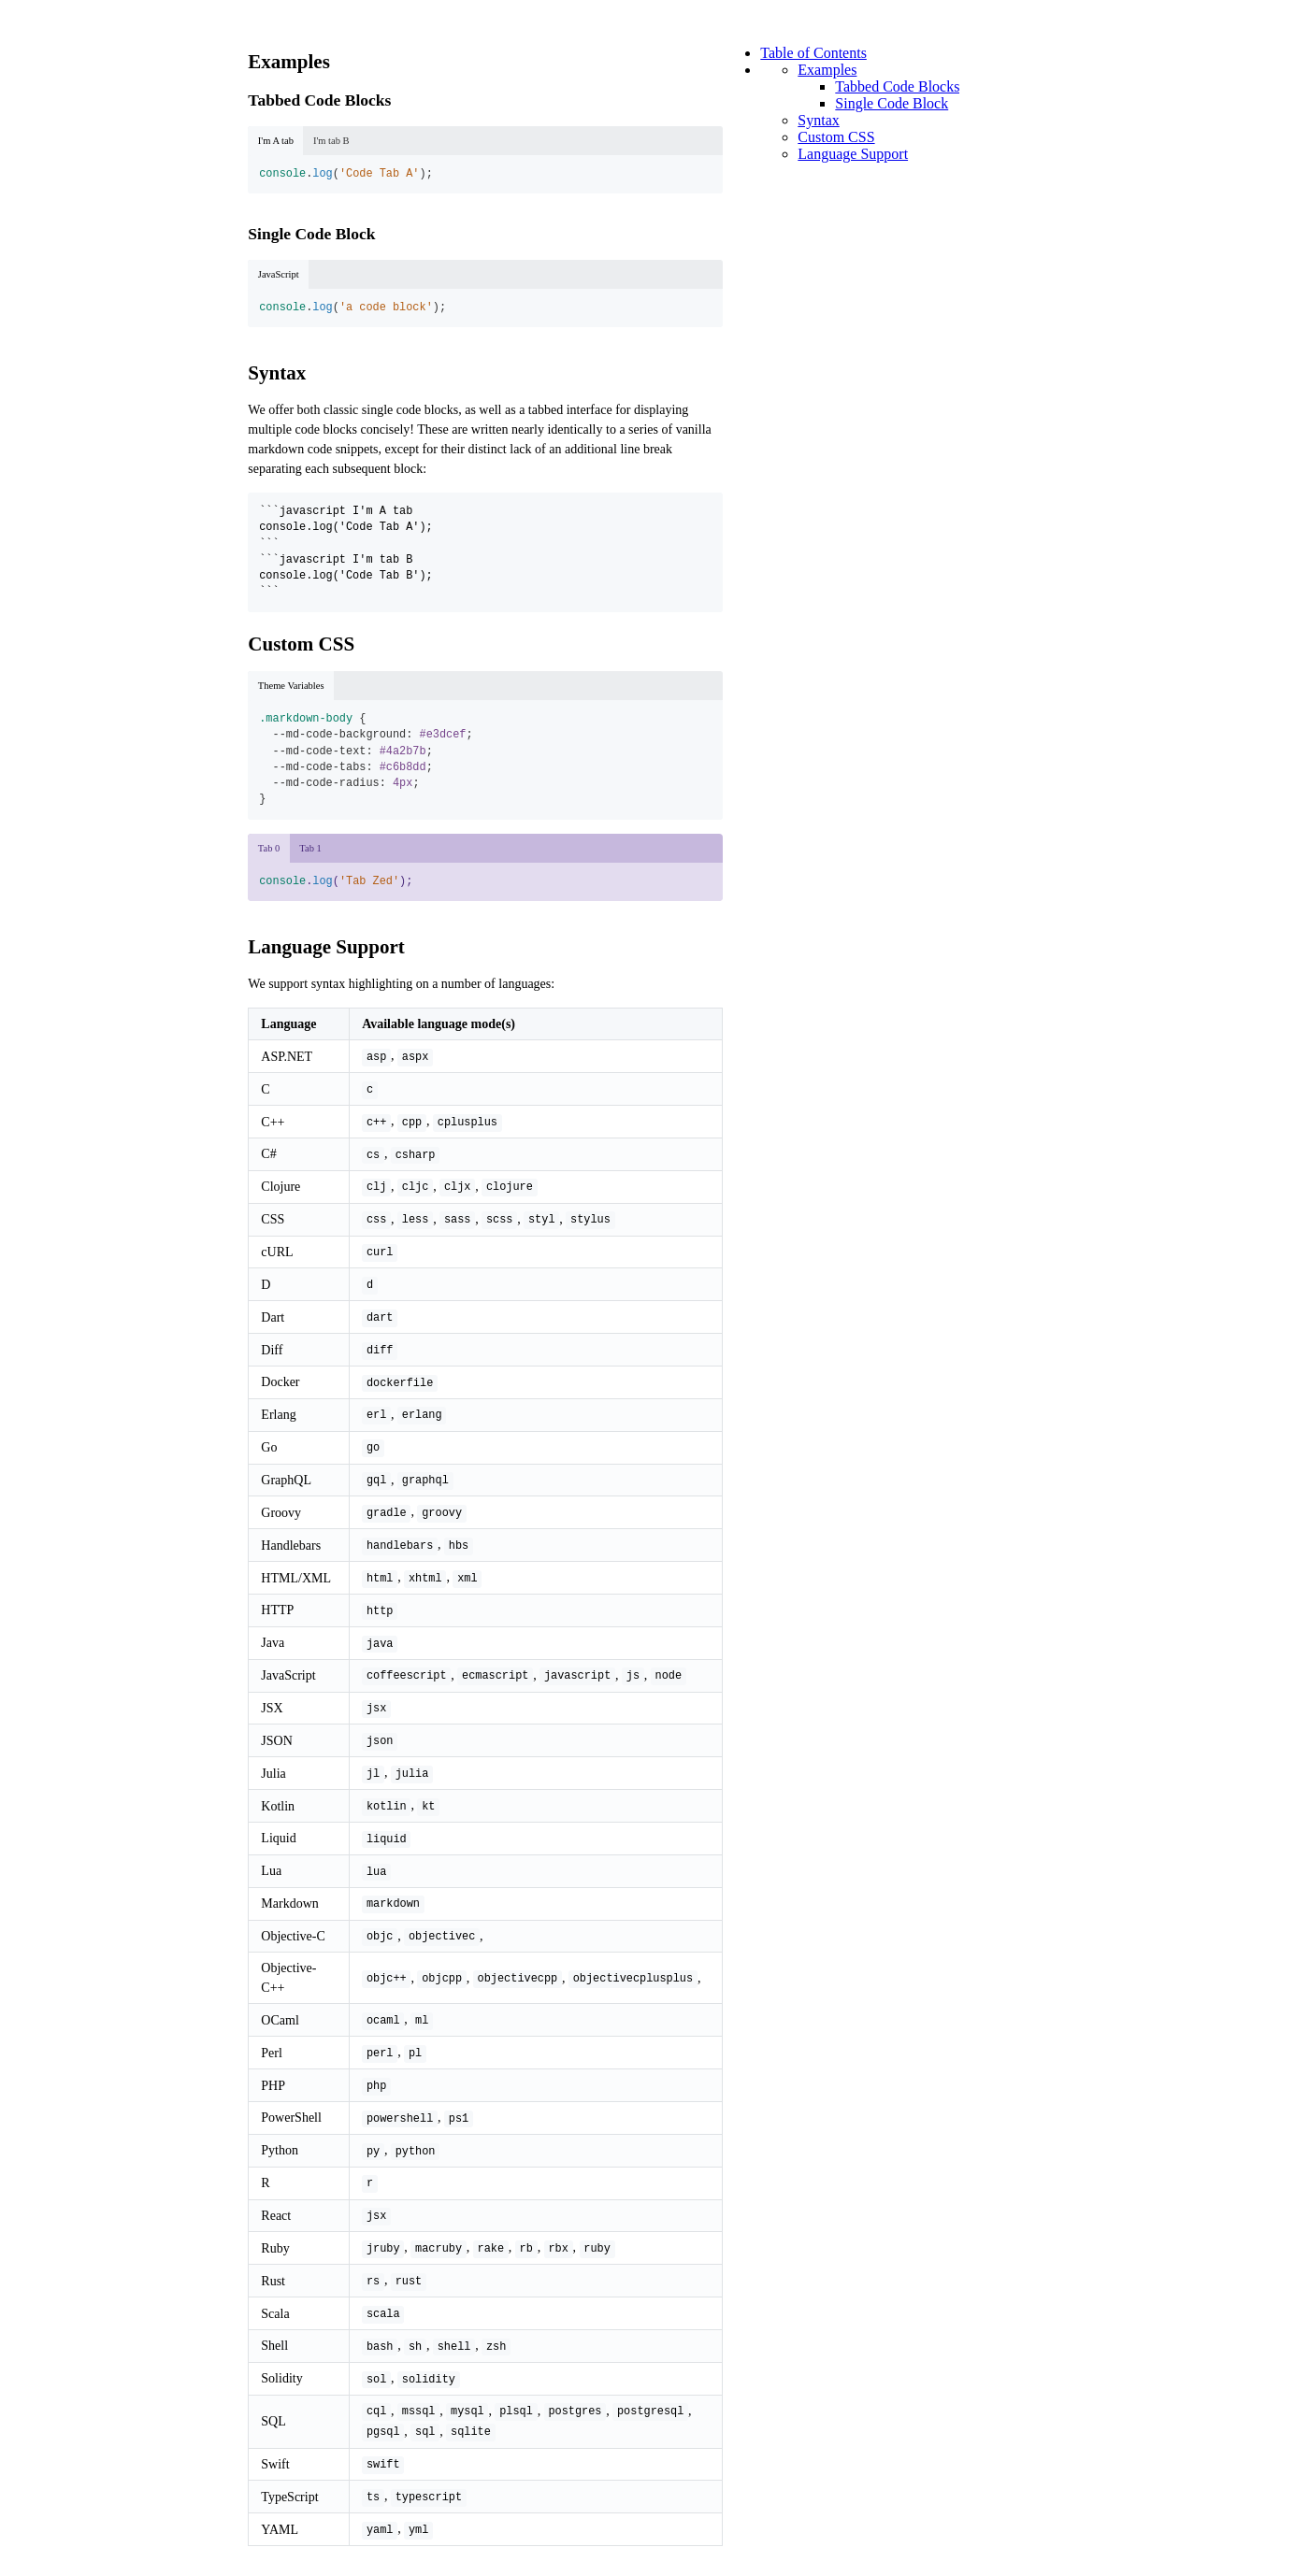 Examples
Tabbed Code Blocks
I'm A tab I'm tab B
console.log('Code Tab A');
Single Code Block
JavaScript
console.log('a code block');
Syntax
We offer both classic single code blocks, as well as a tabbed interface for displaying
multiple code blocks concisely! These are written nearly identically to a series of vanilla
markdown code snippets, except for their distinct lack of an additional line break
separating each subsequent block:
```javascript I'm A tab
console.log('Code Tab A');
```
```javascript I'm tab B
console.log('Code Tab B');
```
Custom CSS
Theme Variables
.markdown-body {
  --md-code-background: #e3dcef;
  --md-code-text: #4a2b7b;
  --md-code-tabs: #c6b8dd;
  --md-code-radius: 4px;
}
Tab 0 Tab 1
console.log('Tab Zed');
Language Support
We support syntax highlighting on a number of languages:
Language Available language mode(s)
ASP.NET asp, aspx
C c
C++ c++, cpp, cplusplus
C# cs, csharp
Clojure clj, cljc, cljx, clojure
CSS css, less, sass, scss, styl, stylus
cURL curl
D d
Dart dart
Diff diff
Docker dockerfile
Erlang erl, erlang
Go go
GraphQL gql, graphql
Groovy gradle, groovy
Handlebars handlebars, hbs
HTML/XML html, xhtml, xml
HTTP http
Java java
JavaScript coffeescript, ecmascript, javascript, js, node
JSX jsx
JSON json
Julia jl, julia
Kotlin kotlin, kt
Liquid liquid
Lua lua
Markdown markdown
Objective-C objc, objectivec,
Objective-
C++ objc++, objcpp, objectivecpp, objectivecplusplus,
OCaml ocaml, ml
Perl perl, pl
PHP php
PowerShell powershell, ps1
Python py, python
R r
React jsx
Ruby jruby, macruby, rake, rb, rbx, ruby
Rust rs, rust
Scala scala
Shell bash, sh, shell, zsh
Solidity sol, solidity
SQL cql, mssql, mysql, plsql, postgres, postgresql,
pgsql, sql, sqlite
Swift swift
TypeScript ts, typescript
YAML yaml, yml
Table of Contents
Examples
Tabbed Code Blocks
Single Code Block
Syntax
Custom CSS
Language Support